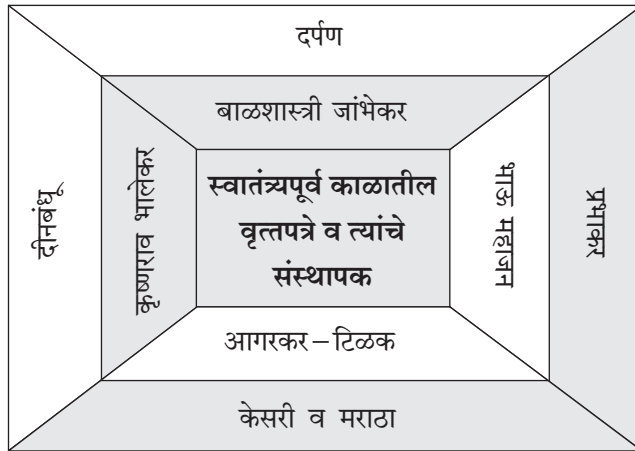 दर्पण
बाळशास्त्री जांभेकर
दीनबंधू
कृष्णराव भालेकर
स्वातंत्र्यपूर्व काळातील
वृत्तपत्रे व त्यांचे
संस्थापक
भाऊ महाजन
प्रभाकर
आगरकर – टिळक
केसरी व मराठा